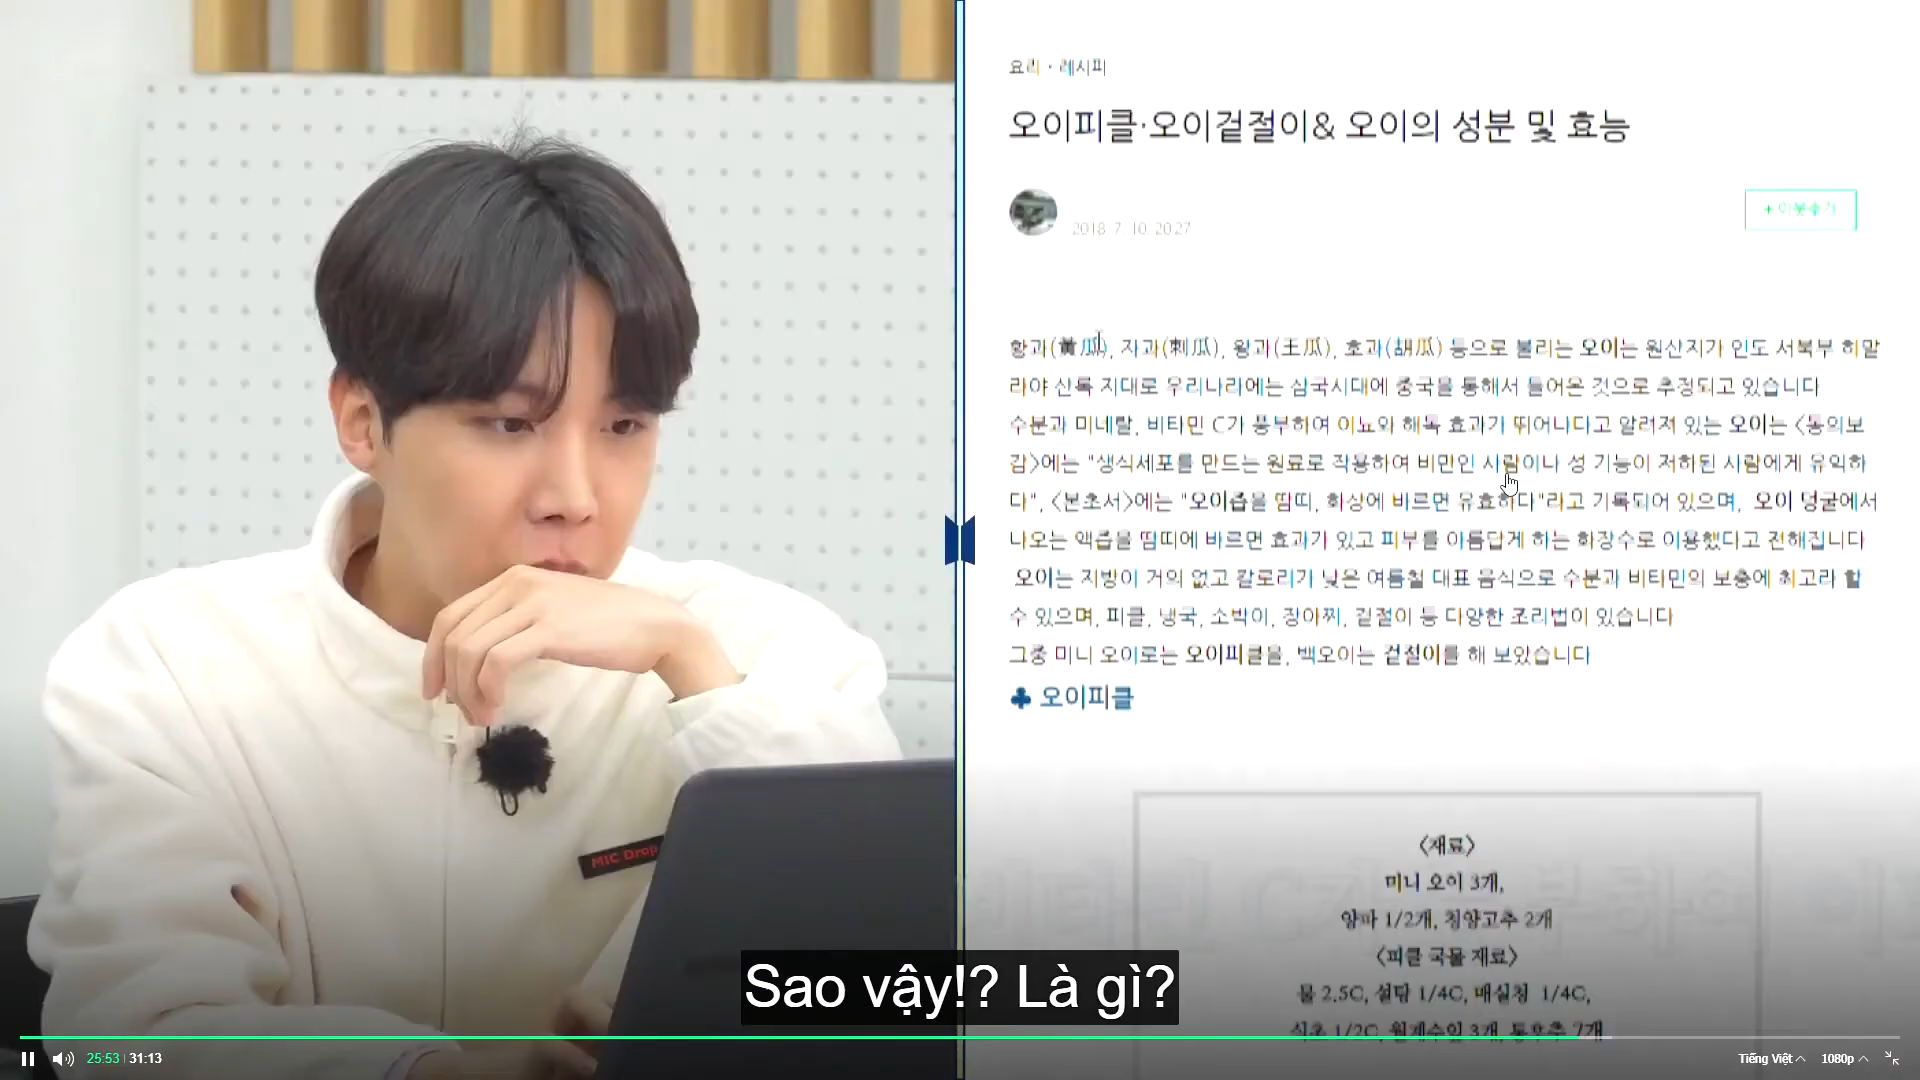 요리 · 레시피
오이피클·오이겉절이& 오이의 성분 및 효능
2018. 7. 10. 20:27
+ 이웃추가
황과(黃瓜), 자과(刺瓜), 왕과(王瓜), 호과(胡瓜) 등으로 불리는 오이는 원산지가 인도 서북부 히말
라야 산록 지대로 우리나라에는 삼국시대에 중국을 통해서 들어온 것으로 추정되고 있습니다
수분과 미네랄, 비타민 C가 풍부하여 이뇨와 해독 효과가 뛰어나다고 알려져 있는 오이는 <동의보
감>에는 "생식세포를 만드는 원료로 작용하여 비만인 사람이나 성 기능이 저하된 사람에게 유익하
다", <본초서>에는 "오이즙을 땀띠, 화상에 바르면 유효하다"라고 기록되어 있으며, 오이 덩굴에서
나오는 액즙을 땀띠에 바르면 효과가 있고 피부를 아름답게 하는 화장수로 이용했다고 전해집니다
오이는 지방이 거의 없고 칼로리가 낮은 여름철 대표 음식으로 수분과 비타민의 보충에 최고라 할
수 있으며, 피클, 냉국, 소박이, 장아찌, 겉절이 등 다양한 조리법이 있습니다
그중 미니 오이로는 오이피클을, 백오이는 겉절이를 해 보았습니다
♣ 오이피클
<재료>
미니 오이 3개,
양파 1/2개, 청양고추 2개
<피클 국물 재료>
물 2.5C, 설탕 1/4C, 매실청 1/4C,
식초 1/2C, 월계수잎 3개, 통후추 7개
MIC Drop
Sao vậy!? Là gì?
25:53 | 31:13
Tiếng Việt
1080p